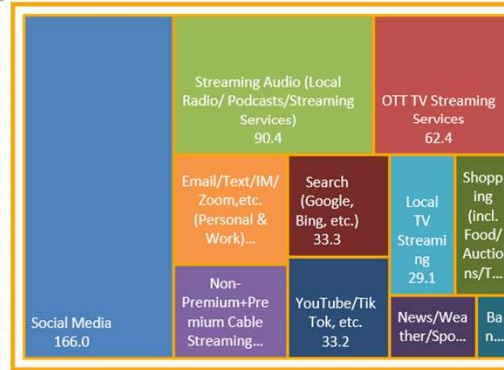 Social Media
166.0
Streaming Audio (Local
Radio/ Podcasts/Streaming
Services)
90.4
OTT TV Streaming
Services
62.4
Email/Text/IM/
Zoom,etc.
(Personal &
Work)...
Search
(Google,
Bing, etc.)
33.3
Local
TV
Streami
ng
29.1
Shopp
ing
(incl.
Food/
Auctio
ns/T...
Non-
Premium+Pre
mium Cable
Streaming...
YouTube/Tik
Tok, etc.
33.2
News/Wea
ther/Spo...
Ba
n...